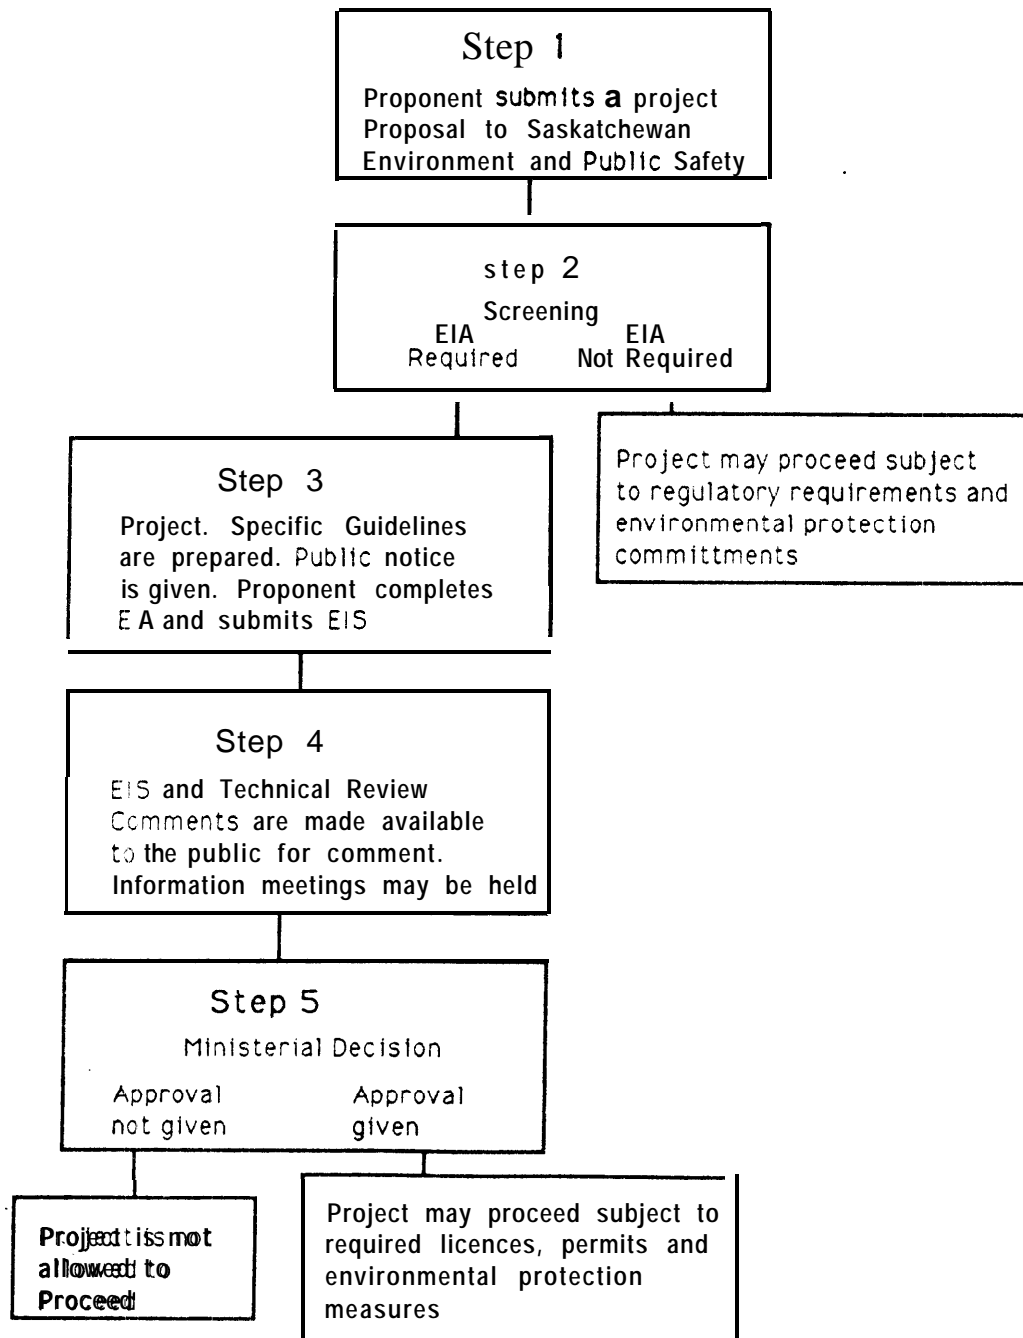 Step 1
Proponent submits a project
Proposal to Saskatchewan
Environment and Public Safety
step 2
Screening
EIA EIA
Required Not Required
Project may proceed subject
to regulatory requirements and
environmental protection
committments
Step 3
Project. Specific Guidelines
are prepared. Public notice
is given. Proponent completes
E A and submits EIS
Step 4
EIS and Technical Review
Comments are made available
to the public for comment.
Information meetings may be held
Step 5
Ministerial Decision
Approval Approval
not given given
Project is not
allowed to
Proceed
Project may proceed subject to
required licences, permits and
environmental protection
measures